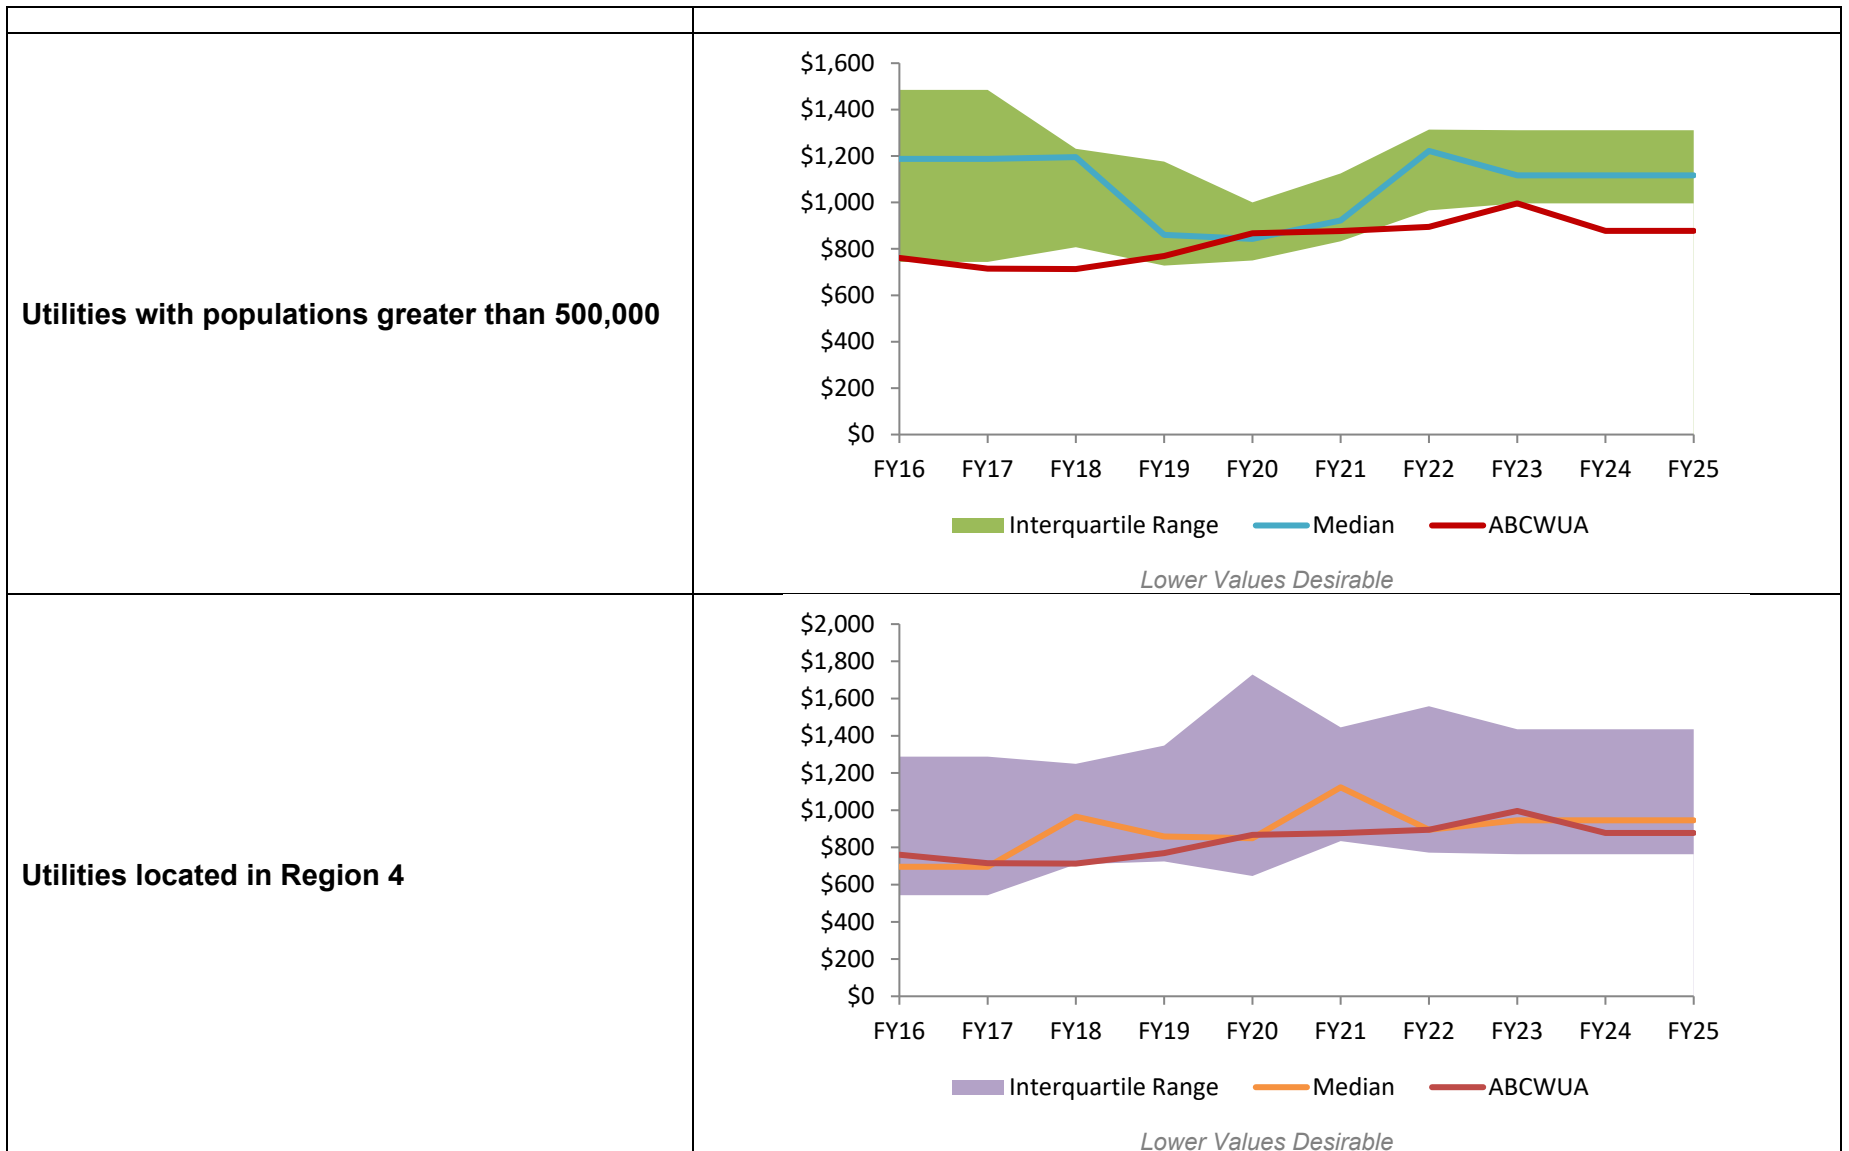 Utilities with populations greater than 500,000
$1,600
$1,400
$1,200
$1,000
$800
$600
$400
$200
$0
FY16 FY17 FY18 FY19 FY20 FY21 FY22 FY23 FY24 FY25
Interquartile Range Median ABCWUA
Lower Values Desirable
Utilities located in Region 4
$2,000
$1,800
$1,600
$1,400
$1,200
$1,000
$800
$600
$400
$200
$0
FY16 FY17 FY18 FY19 FY20 FY21 FY22 FY23 FY24 FY25
Interquartile Range Median ABCWUA
Lower Values Desirable